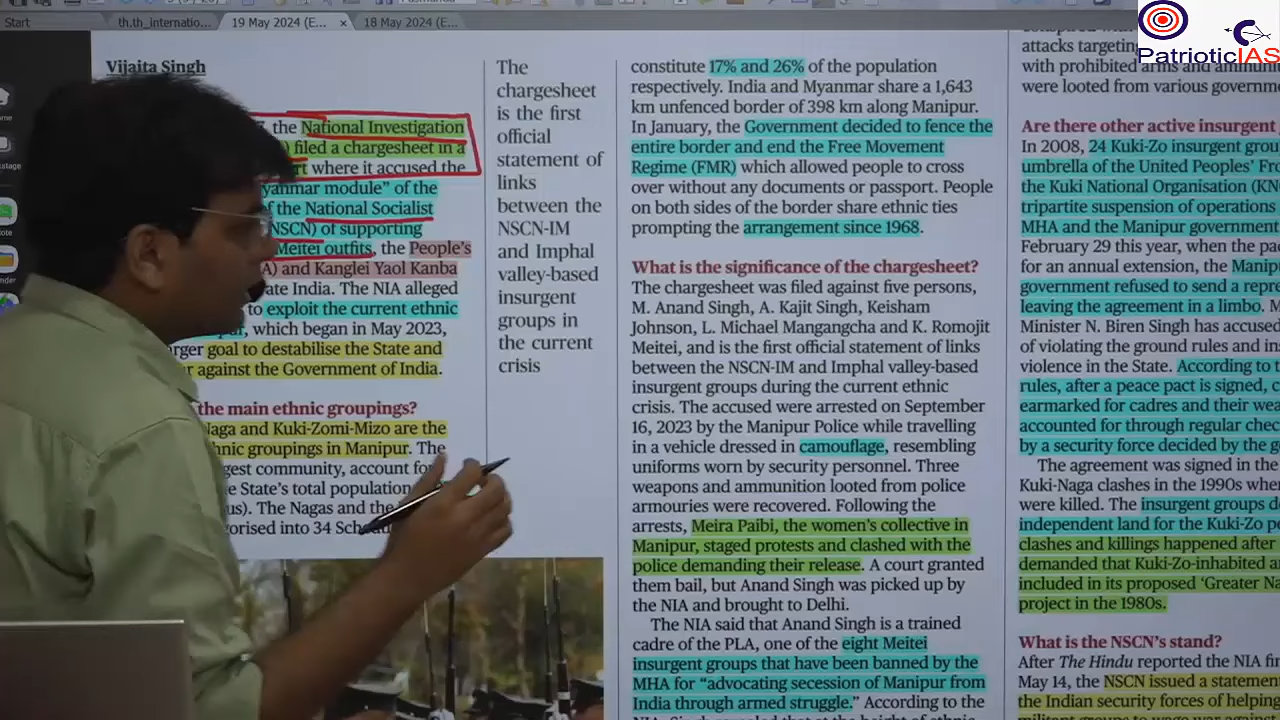 Start
th.th_internatio...
19 May 2024 (E...
×
18 May 2024 (E...
PatrioticIAS
Vijaita Singh
the National Investigation
filed a chargesheet in a
where it accused the
module” of the
of the National Socialist
NSCN) of supporting
Meitei outfits, the People’s
A) and Kanglei Yaol Kanba
India. The NIA alleged
to exploit the current ethnic
which began in May 2023,
goal to destabilise the State and
against the Government of India.
the main ethnic groupings?
Naga and Kuki-Zomi-Mizo are the
groupings in Manipur. The
community, account for
State’s total population
The Nagas and the
into 34
The
chargesheet
is the first
official
statement of
links
between the
NSCN-IM
and Imphal
valley-based
insurgent
groups in
the current
crisis
constitute 17% and 26% of the population
respectively. India and Myanmar share a 1,643
km unfenced border of 398 km along Manipur.
In January, the Government decided to fence the
entire border and end the Free Movement
Regime (FMR) which allowed people to cross
over without any documents or passport. People
on both sides of the border share ethnic ties
prompting the arrangement since 1968.
What is the significance of the chargesheet?
The chargesheet was filed against five persons,
M. Anand Singh, A. Kajit Singh, Keisham
Johnson, L. Michael Mangangcha and K. Romojit
Meitei, and is the first official statement of links
between the NSCN-IM and Imphal valley-based
insurgent groups during the current ethnic
crisis. The accused were arrested on September
16, 2023 by the Manipur Police while travelling
in a vehicle dressed in camouflage, resembling
uniforms worn by security personnel. Three
weapons and ammunition looted from police
armouries were recovered. Following the
arrests, Meira Paibi, the women’s collective in
Manipur, staged protests and clashed with the
police demanding their release. A court granted
them bail, but Anand Singh was picked up by
the NIA and brought to Delhi.
The NIA said that Anand Singh is a trained
cadre of the PLA, one of the eight Meitei
insurgent groups that have been banned by the
MHA for “advocating secession of Manipur from
India through armed struggle.” According to the
attacks targeting
with prohibited arms and
were looted from various
Are there other active insurgent
In 2008, 24 Kuki-Zo insurgent
umbrella of the United Peoples’
the Kuki National Organisation
tripartite suspension of operations
MHA and the Manipur government
February 29 this year, when the
for an annual extension, the
government refused to send a
leaving the agreement in a limbo.
Minister N. Biren Singh has accused
of violating the ground rules and
violence in the State. According to
rules, after a peace pact is signed,
earmarked for cadres and their
accounted for through regular
by a security force decided by the
The agreement was signed in the
Kuki-Naga clashes in the 1990s
were killed. The insurgent groups
independent land for the Kuki-Zo
clashes and killings happened after
demanded that Kuki-Zo-inhabited
included in its proposed ‘Greater
project in the 1980s.
What is the NSCN’s stand?
After The Hindu reported the NIA
May 14, the NSCN issued a statement
the Indian security forces of helping